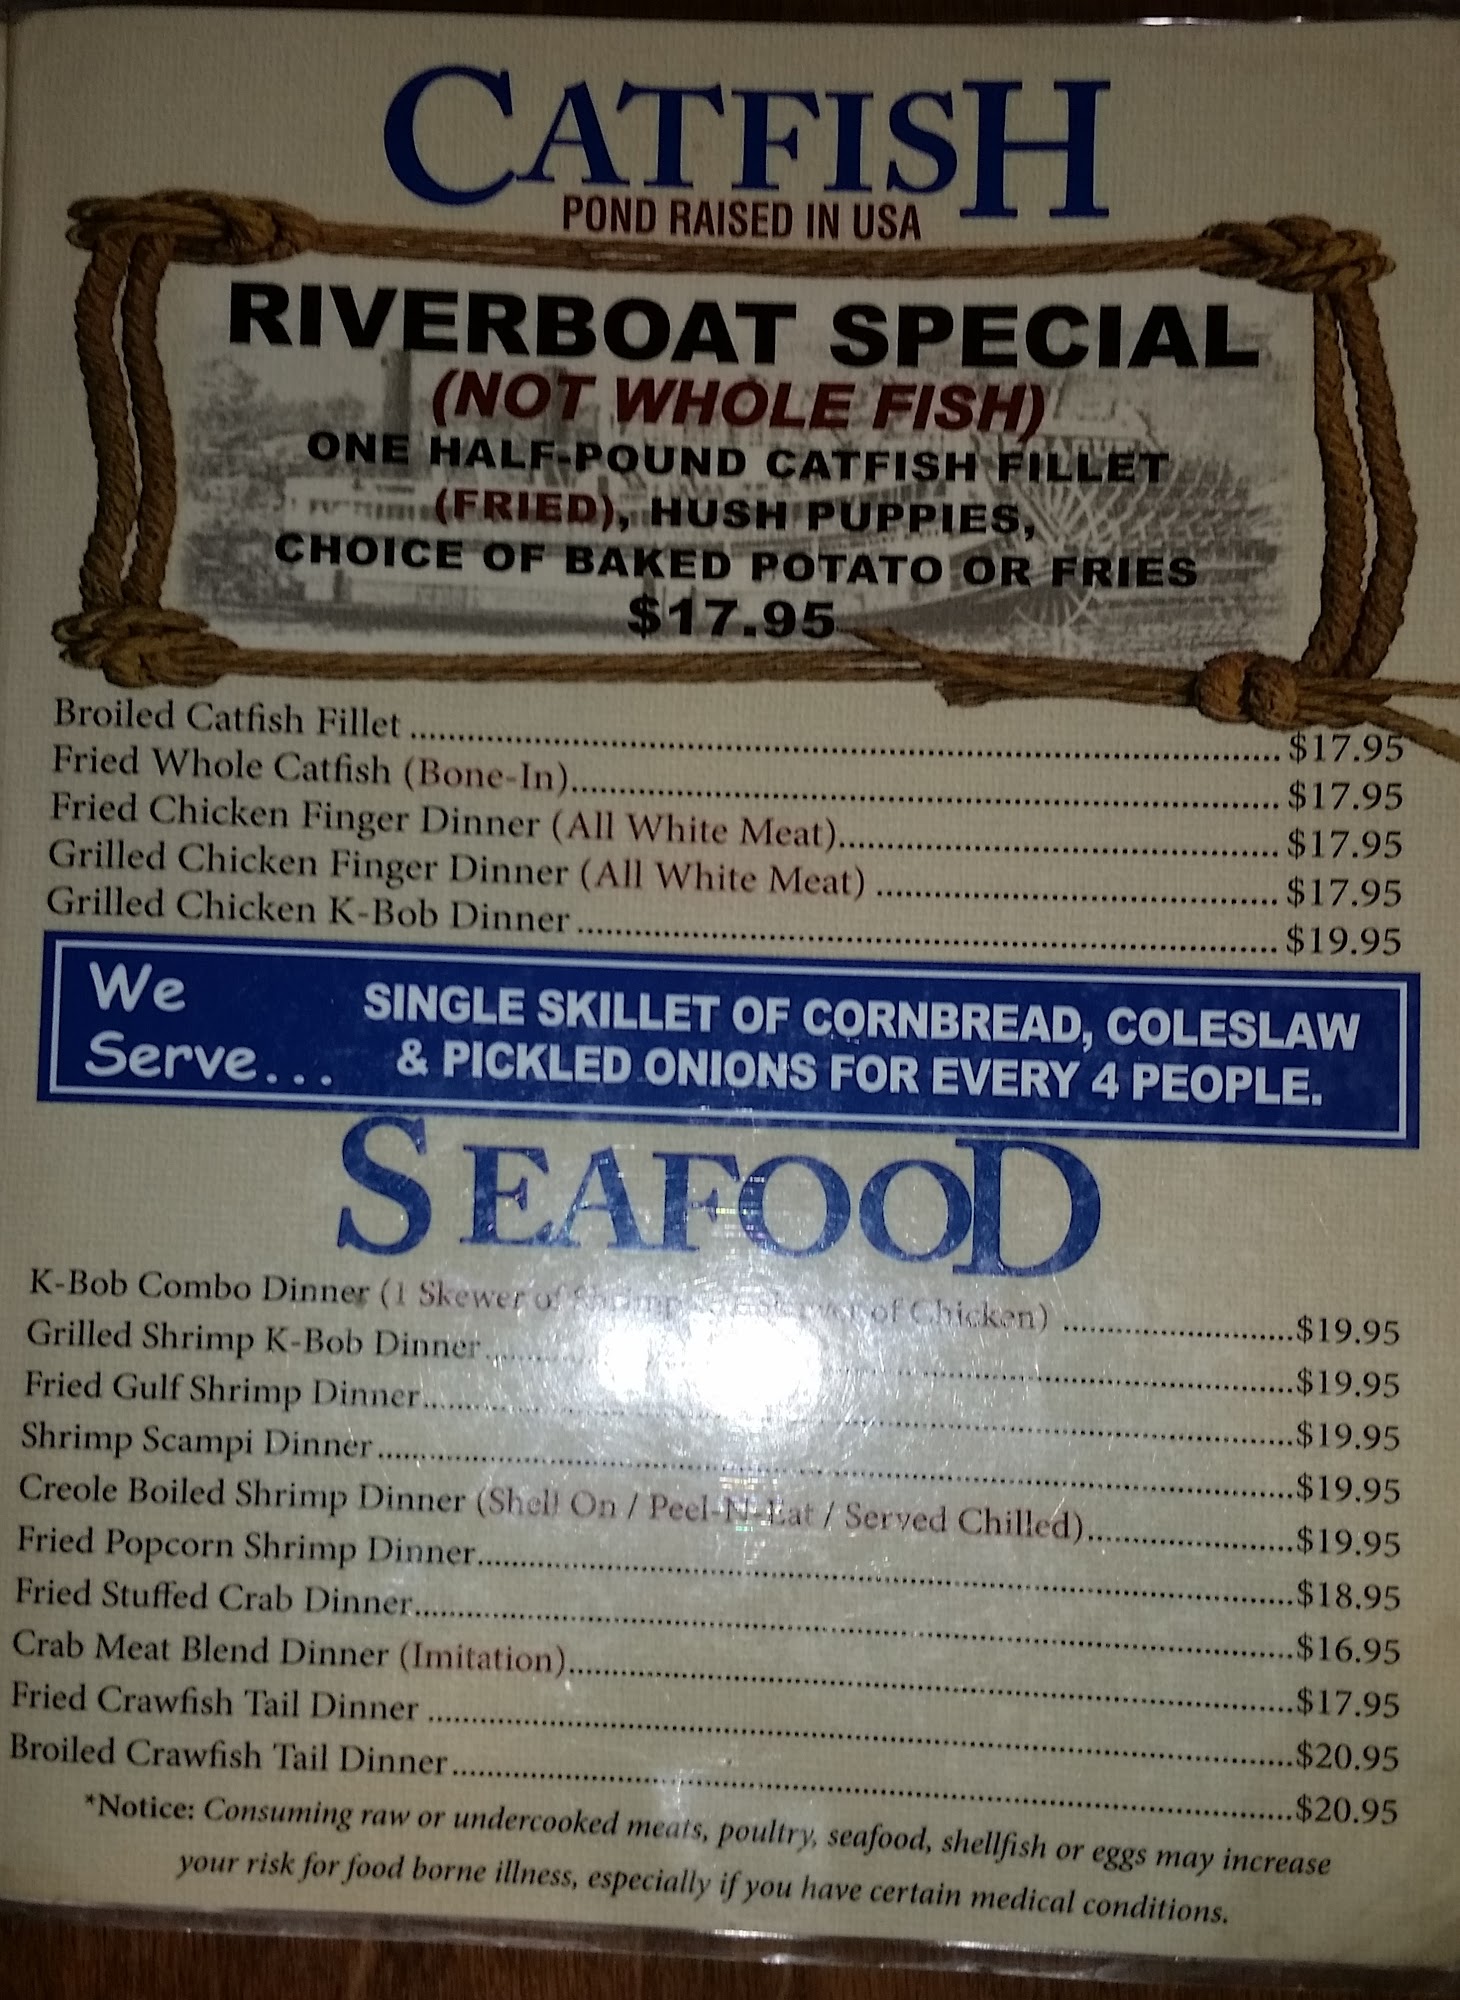 CATFISH
POND RAISED IN USA
RIVERBOAT SPECIAL
(NOT WHOLE FISH)
ONE HALF-POUND CATFISH FILLET
(FRIED), HUSH PUPPIES,
CHOICE OF BAKED POTATO OR FRIES
$17.95
Broiled Catfish Fillet $17.95
Fried Whole Catfish (Bone-In) $17.95
Fried Chicken Finger Dinner (All White Meat) $17.95
Grilled Chicken Finger Dinner (All White Meat) $17.95
Grilled Chicken K-Bob Dinner $19.95
We
Serve...
SINGLE SKILLET OF CORNBREAD, COLESLAW
& PICKLED ONIONS FOR EVERY 4 PEOPLE.
SEAFOOD
K-Bob Combo Dinner (1 Skewer of Shrimp Skewer of Chicken) $19.95
Grilled Shrimp K-Bob Dinner $19.95
Fried Gulf Shrimp Dinner $19.95
Shrimp Scampi Dinner $19.95
Creole Boiled Shrimp Dinner (Shell On / Peel-N-Eat / Served Chilled) $19.95
Fried Popcorn Shrimp Dinner $18.95
Fried Stuffed Crab Dinner $16.95
Crab Meat Blend Dinner (Imitation) $17.95
Fried Crawfish Tail Dinner $20.95
Broiled Crawfish Tail Dinner $20.95
*Notice: Consuming raw or undercooked meats, poultry, seafood, shellfish or eggs may increase
your risk for food borne illness, especially if you have certain medical conditions.